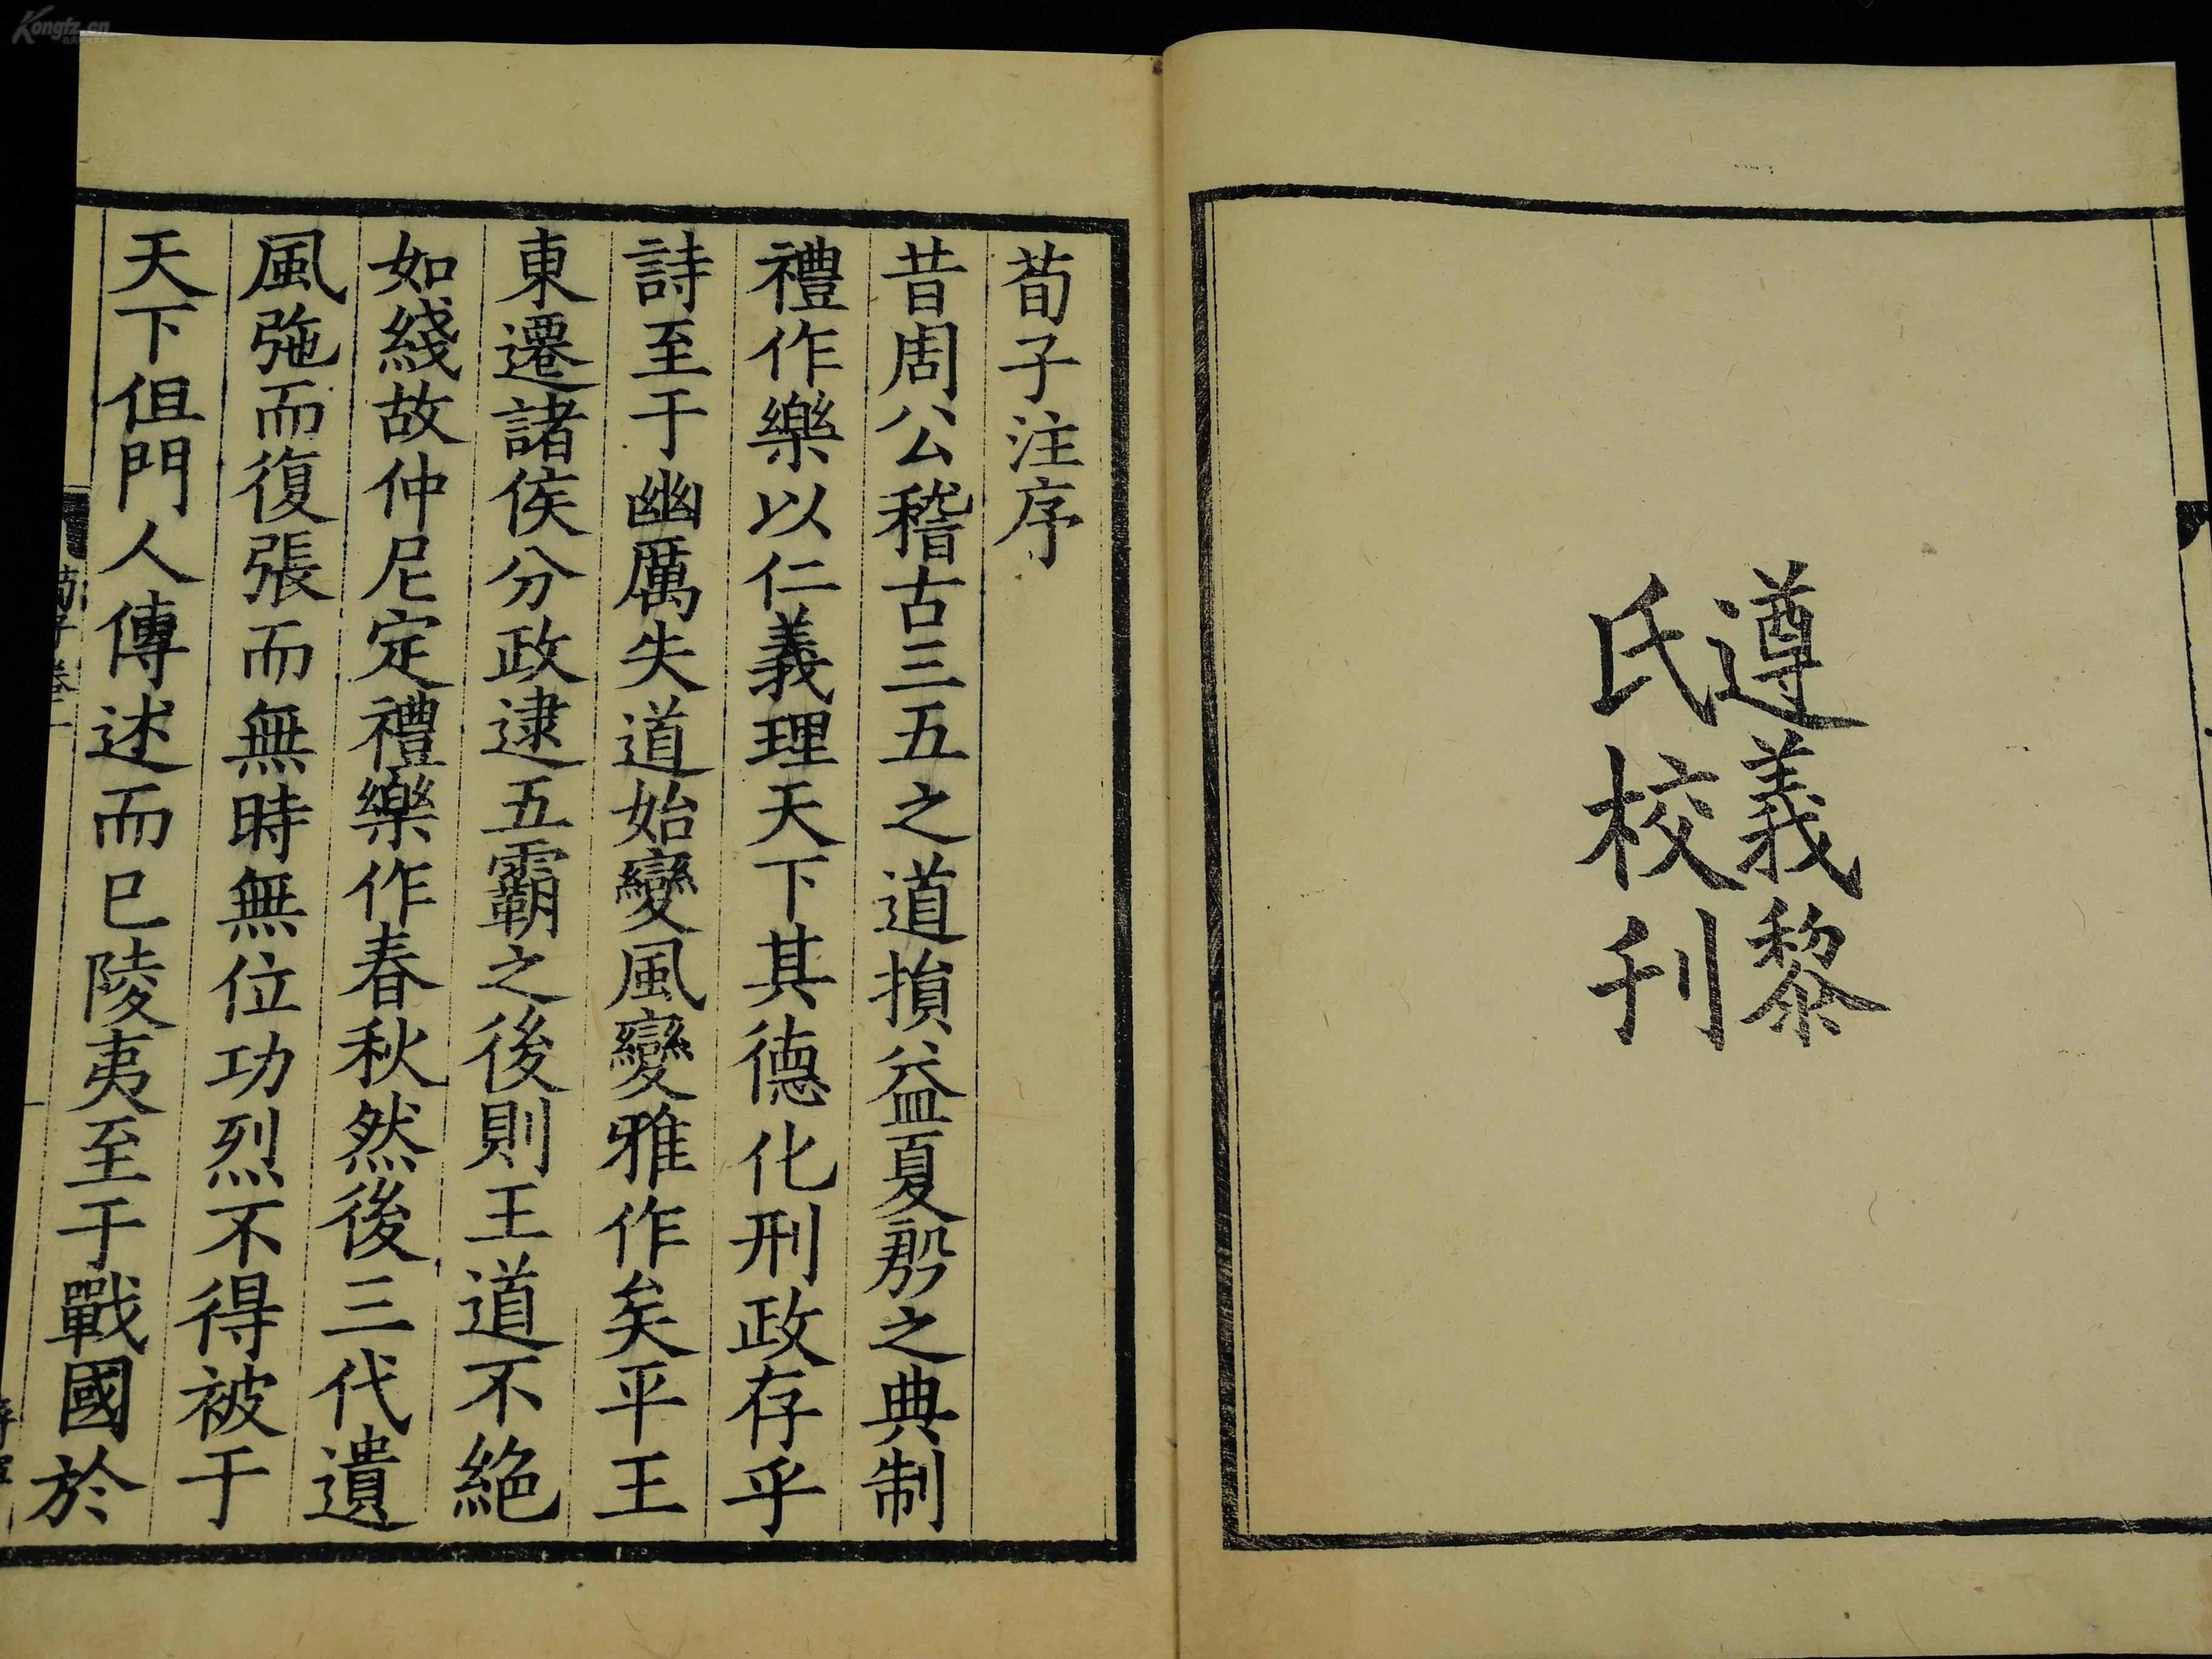 遵義黎
氏校刊
荀子注序
昔周公稽古三五之道損益夏殷之典制
禮作樂以仁義理天下其德化刑政存乎
詩至于幽厲失道始變風變雅作矣平王
東遷諸侯分政逮五霸之後則王道不絶
如綫故仲尼定禮樂作春秋然後三代遺
風弛而復張而無時無位功烈不得被于
天下但門人傳述而已陵夷至于戰國於
荀子卷一
Kongfz.cn